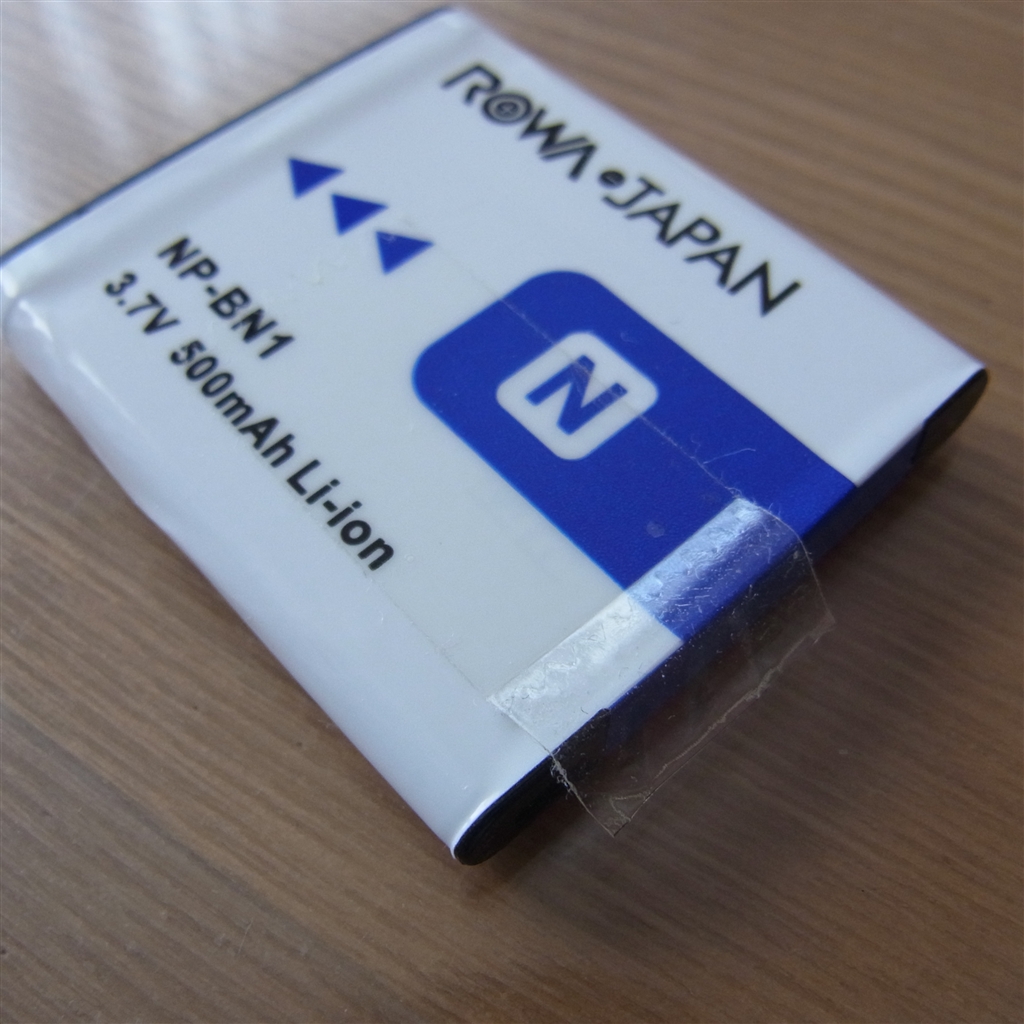 ROWA•JAPAN
N
NP-BN1
3.7V 500mAh Li-ion